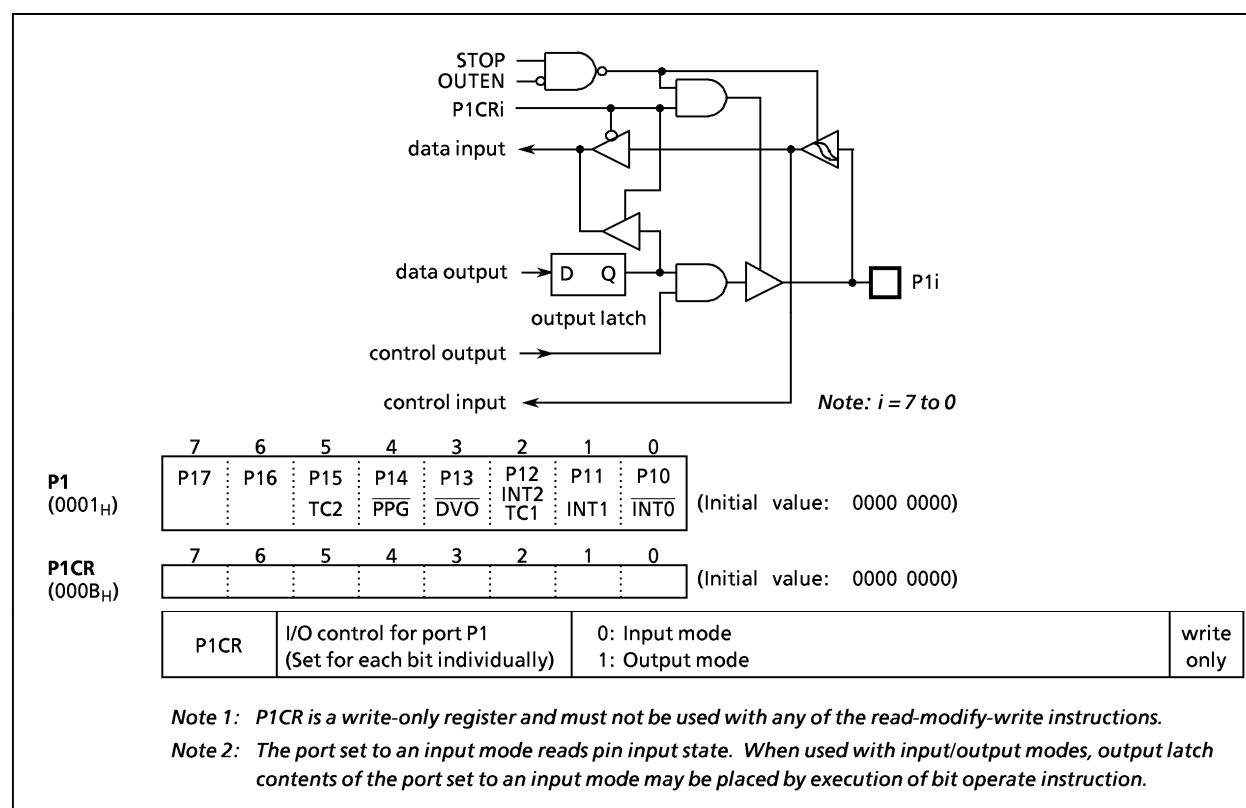 STOP
OUTEN
P1CRi
data input
data output
D Q
P1i
output latch
control output
control input
Note: i = 7 to 0
7 6 5 4 3 2 1 0
P1
(0001H)
P17 P16 P15 P14 P13 P12 P11 P10
TC2 PPG DVO INT2 TC1 INT1 INT0
(Initial value: 0000 0000)
7 6 5 4 3 2 1 0
P1CR
(000BH)
(Initial value: 0000 0000)
P1CR
I/O control for port P1
(Set for each bit individually)
0: Input mode
1: Output mode
write
only
Note 1: P1CR is a write-only register and must not be used with any of the read-modify-write instructions.
Note 2: The port set to an input mode reads pin input state. When used with input/output modes, output latch
contents of the port set to an input mode may be placed by execution of bit operate instruction.